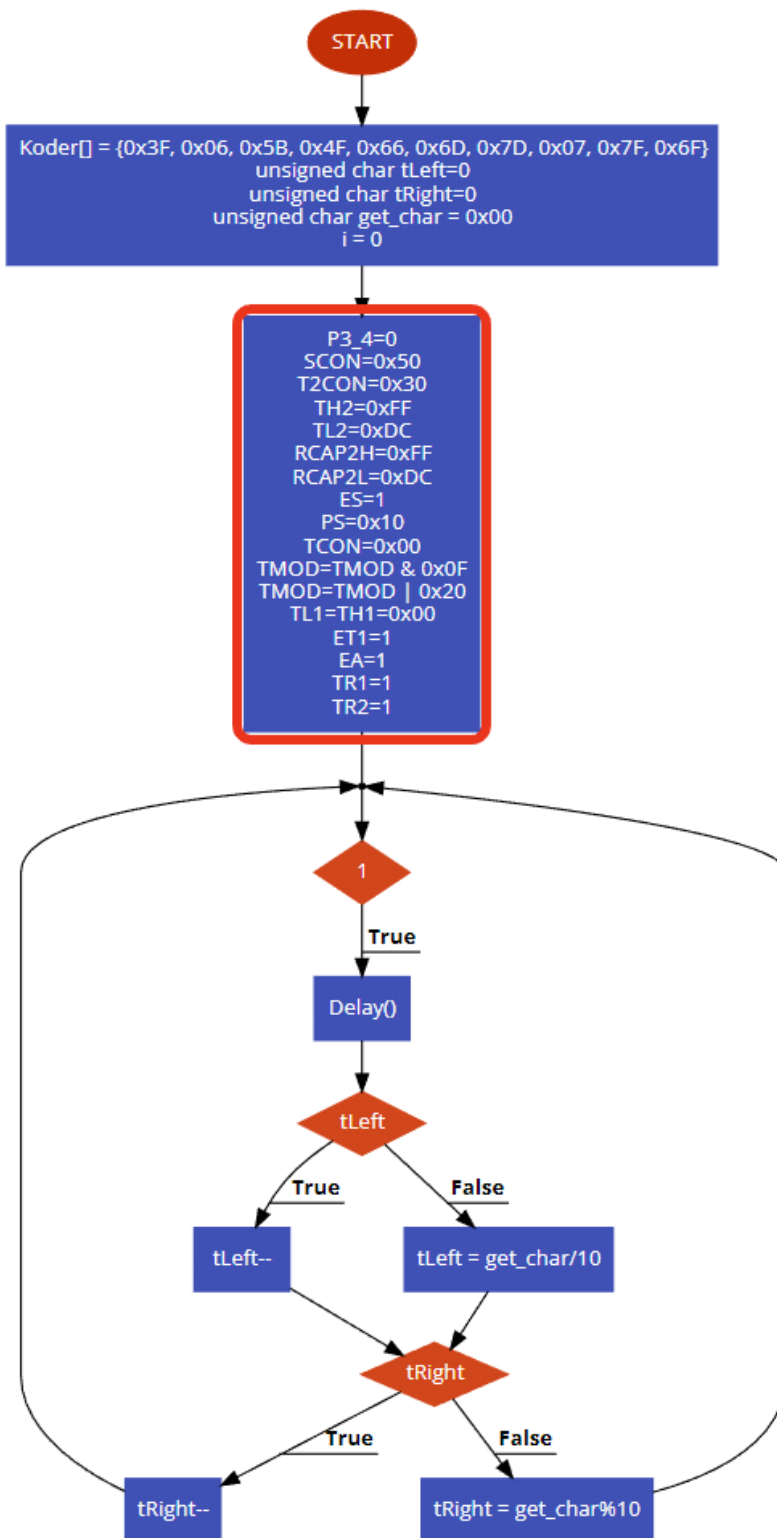 START
Koder[] = {0x3F, 0x06, 0x5B, 0x4F, 0x66, 0x6D, 0x7D, 0x07, 0x7F, 0x6F}
unsigned char tLeft=0
unsigned char tRight=0
unsigned char get_char = 0x00
i = 0
P3_4=0
SCON=0x50
T2CON=0x30
TH2=0xFF
TL2=0xDC
RCAP2H=0xFF
RCAP2L=0xDC
ES=1
PS=0x10
TCON=0x00
TMOD=TMOD & 0x0F
TMOD=TMOD | 0x20
TL1=TH1=0x00
ET1=1
EA=1
TR1=1
TR2=1
1
True
Delay()
tLeft
True
False
tLeft--
tLeft = get_char/10
tRight
True
False
tRight--
tRight = get_char%10